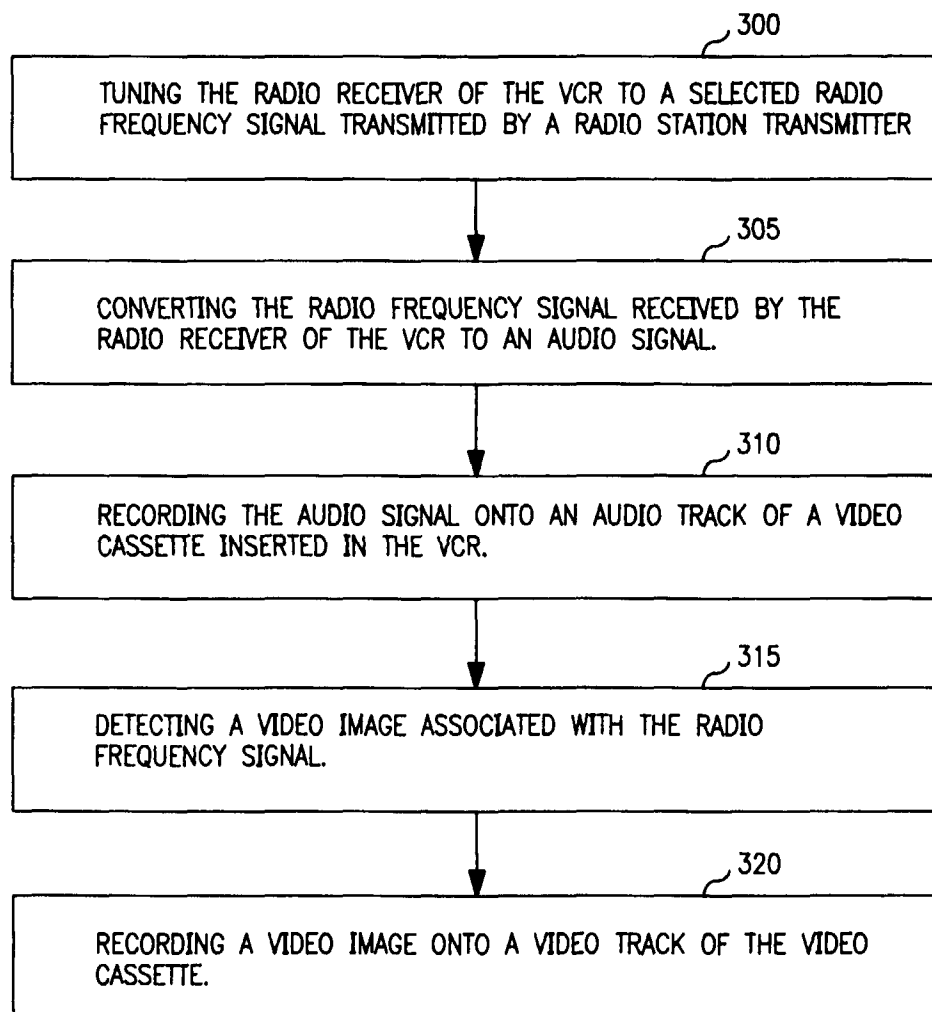 300
TUNING THE RADIO RECEIVER OF THE VCR TO A SELECTED RADIO
FREQUENCY SIGNAL TRANSMITTED BY A RADIO STATION TRANSMITTER
305
CONVERTING THE RADIO FREQUENCY SIGNAL RECEIVED BY THE
RADIO RECEIVER OF THE VCR TO AN AUDIO SIGNAL.
310
RECORDING THE AUDIO SIGNAL ONTO AN AUDIO TRACK OF A VIDEO
CASSETTE INSERTED IN THE VCR.
315
DETECTING A VIDEO IMAGE ASSOCIATED WITH THE RADIO
FREQUENCY SIGNAL.
320
RECORDING A VIDEO IMAGE ONTO A VIDEO TRACK OF THE VIDEO
CASSETTE.